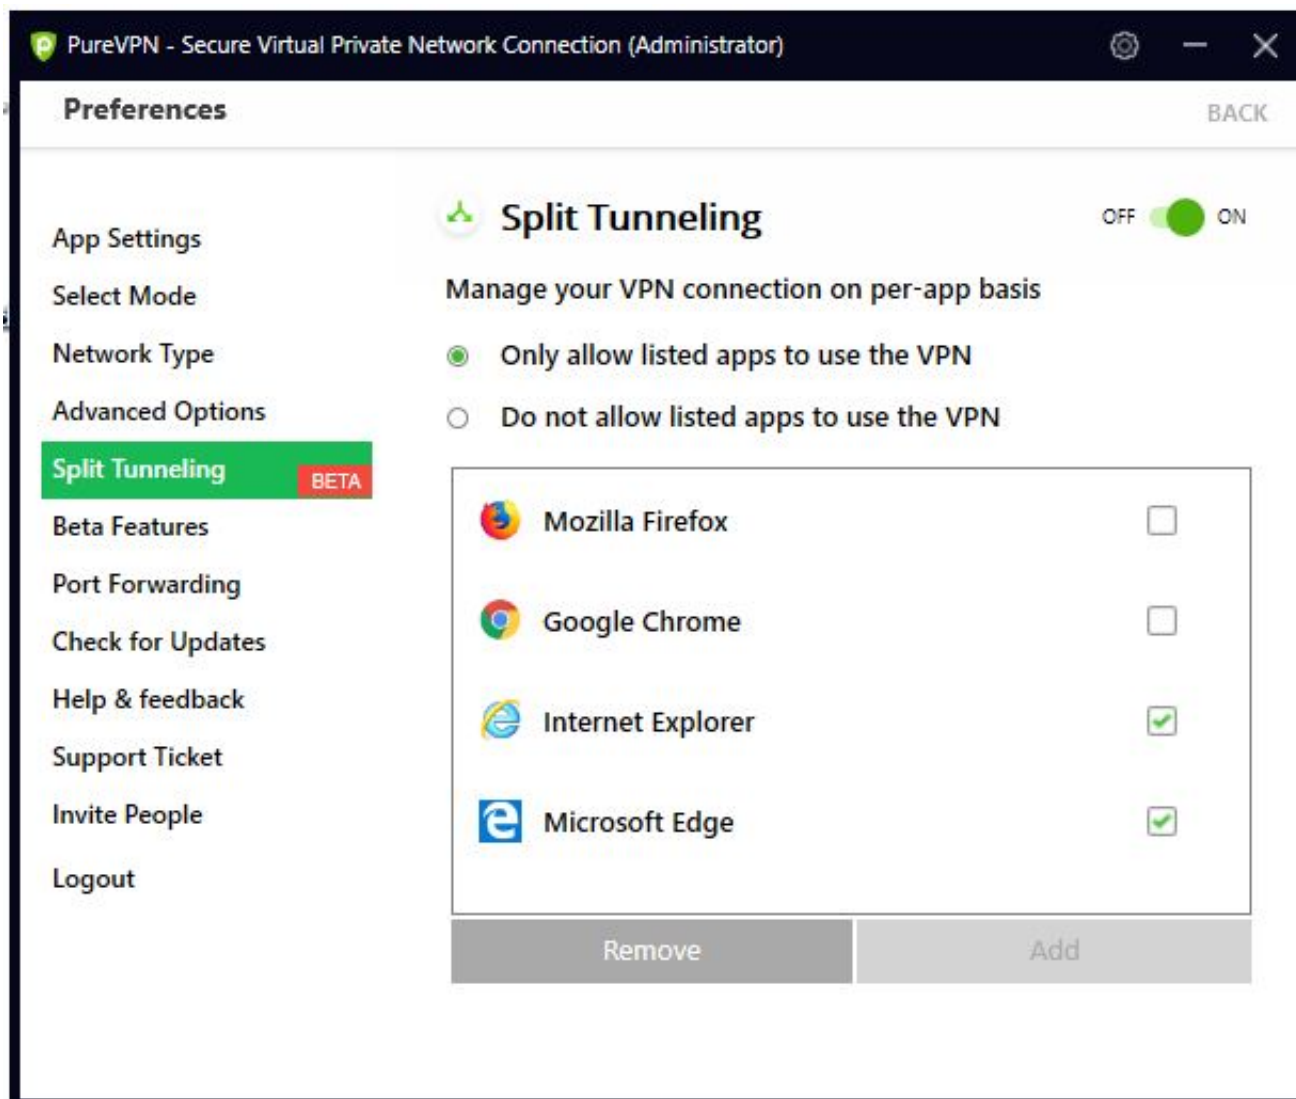 PureVPN - Secure Virtual Private Network Connection (Administrator)
Preferences
BACK
App Settings
Select Mode
Network Type
Advanced Options
Split Tunneling
BETA
Beta Features
Port Forwarding
Check for Updates
Help & feedback
Support Ticket
Invite People
Logout
Split Tunneling
OFF ON
Manage your VPN connection on per-app basis
Only allow listed apps to use the VPN
Do not allow listed apps to use the VPN
Mozilla Firefox
Google Chrome
Internet Explorer
Microsoft Edge
Remove
Add